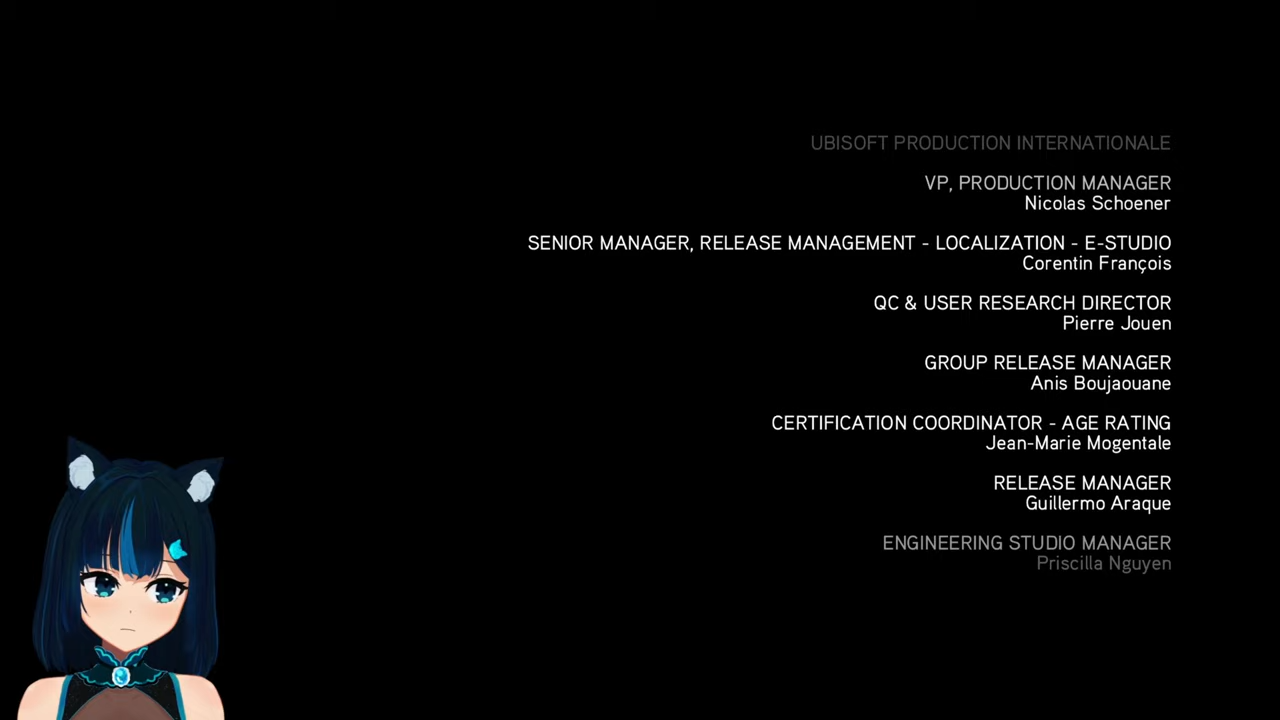 UBISOFT PRODUCTION INTERNATIONALE
VP, PRODUCTION MANAGER
Nicolas Schoener
SENIOR MANAGER, RELEASE MANAGEMENT - LOCALIZATION - E-STUDIO
Corentin François
QC & USER RESEARCH DIRECTOR
Pierre Jouen
GROUP RELEASE MANAGER
Anis Boujaouane
CERTIFICATION COORDINATOR - AGE RATING
Jean-Marie Mogentale
RELEASE MANAGER
Guillermo Araque
ENGINEERING STUDIO MANAGER
Priscilla Nguyen